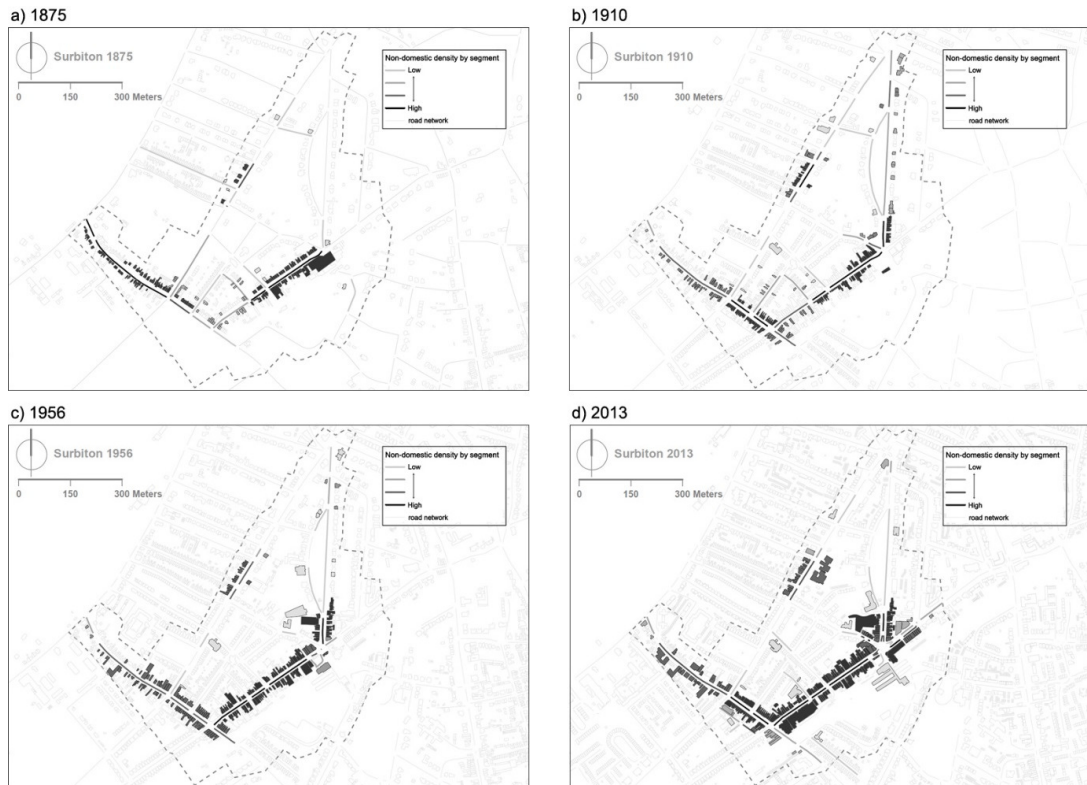 a) 1875
Surbiton 1875
0 150 300 Meters
Non-domestic density by segment
Low
High
road network
b) 1910
Surbiton 1910
0 150 300 Meters
Non-domestic density by segment
Low
High
road network
c) 1956
Surbiton 1956
0 150 300 Meters
Non-domestic density by segment
Low
High
road network
d) 2013
Surbiton 2013
0 150 300 Meters
Non-domestic density by segment
Low
High
road network